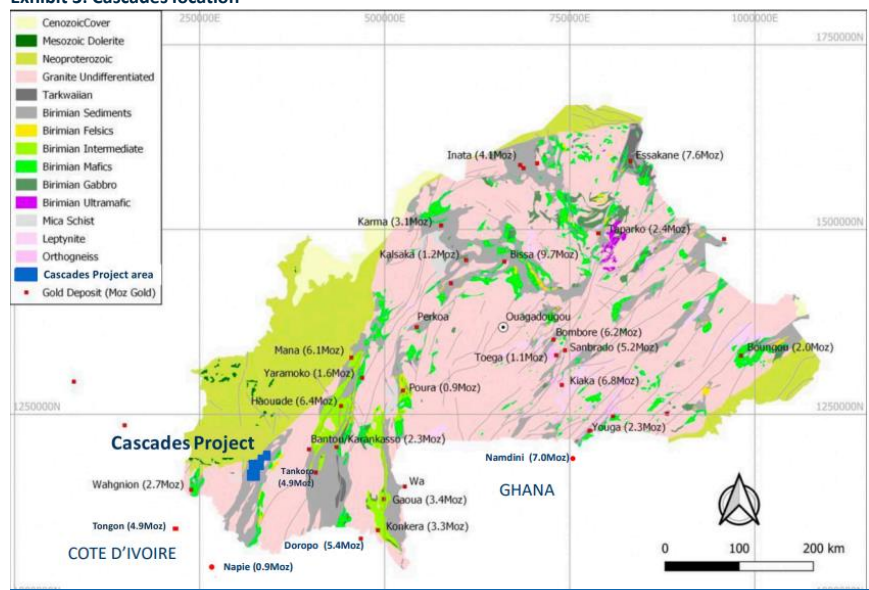 Exhibit 3: Cascades location
250000E
500000E
750000E
1000000E
1750000N
1500000N
1250000N
CenozoicCover
Mesozoic Dolerite
Neoproterozoic
Granite Undifferentiated
Tarkwaiian
Birimian Sediments
Birimian Felsics
Birimian Intermediate
Birimian Mafics
Birimian Gabbro
Birimian Ultramafic
Mica Schist
Leptynite
Orthogneiss
Cascades Project area
Gold Deposit (Moz Gold)
Inata (4.1Moz)
Essakane (7.6Moz)
Karma (3.1Moz)
Taparko (2.4Moz)
Kalsaka (1.2Moz)
Bissa (9.7Moz)
Perkoa
Ouagadougou
Bombore (6.2Moz)
Sanbrado (5.2Moz)
Toega (1.1Moz)
Boungou (2.0Moz)
Mana (6.1Moz)
Yaramoko (1.6Moz)
Kiaka (6.8Moz)
Poura (0.9Moz)
Haounde (6.4Moz)
Youga (2.3Moz)
Cascades Project
Bantou/Karankasso (2.3Moz)
Namdini (7.0Moz)
Tankoro
(4.9Moz)
Wahgnion (2.7Moz)
Wa
GHANA
Gaoua (3.4Moz)
Tongon (4.9Moz)
Konkera (3.3Moz)
COTE D'IVOIRE
Doropo (5.4Moz)
Napie (0.9Moz)
0 100 200 km